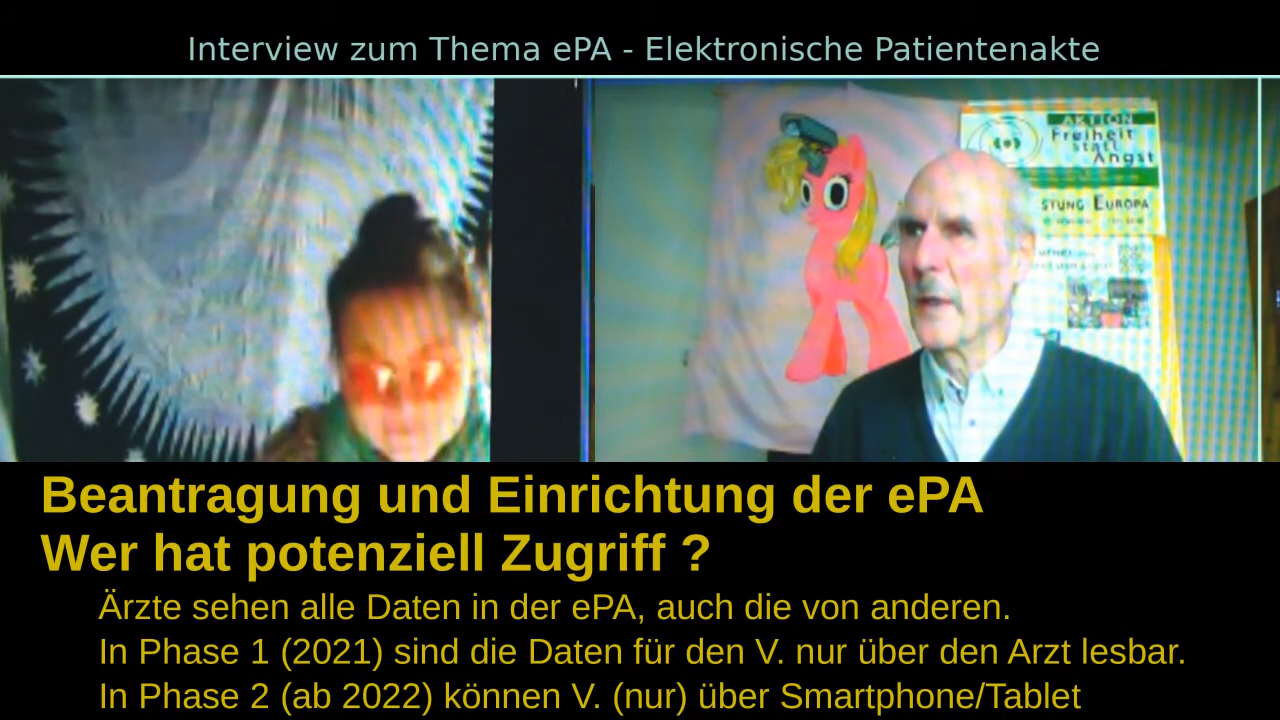 Interview zum Thema ePA - Elektronische Patientenakte
AKTION
Freiheit
statt
Angst
STUNG EUROPA
Beantragung und Einrichtung der ePA
Wer hat potenziell Zugriff ?
Ärzte sehen alle Daten in der ePA, auch die von anderen.
In Phase 1 (2021) sind die Daten für den V. nur über den Arzt lesbar.
In Phase 2 (ab 2022) können V. (nur) über Smartphone/Tablet